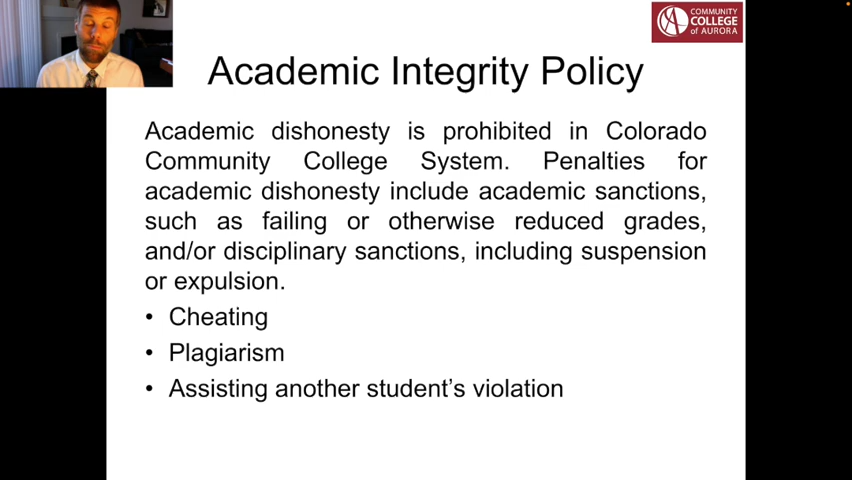 COMMUNITY
COLLEGE
of AURORA
Academic Integrity Policy
Academic dishonesty is prohibited in Colorado
Community College System. Penalties for
academic dishonesty include academic sanctions,
such as failing or otherwise reduced grades,
and/or disciplinary sanctions, including suspension
or expulsion.
• Cheating
• Plagiarism
• Assisting another student’s violation